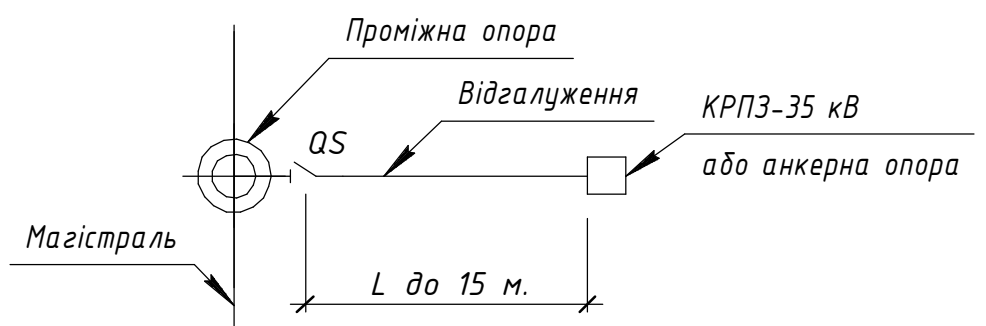 Проміжна опора
Відгалуження
КРПЗ-35 кВ
QS
або анкерна опора
Магістраль
L до 15 м.